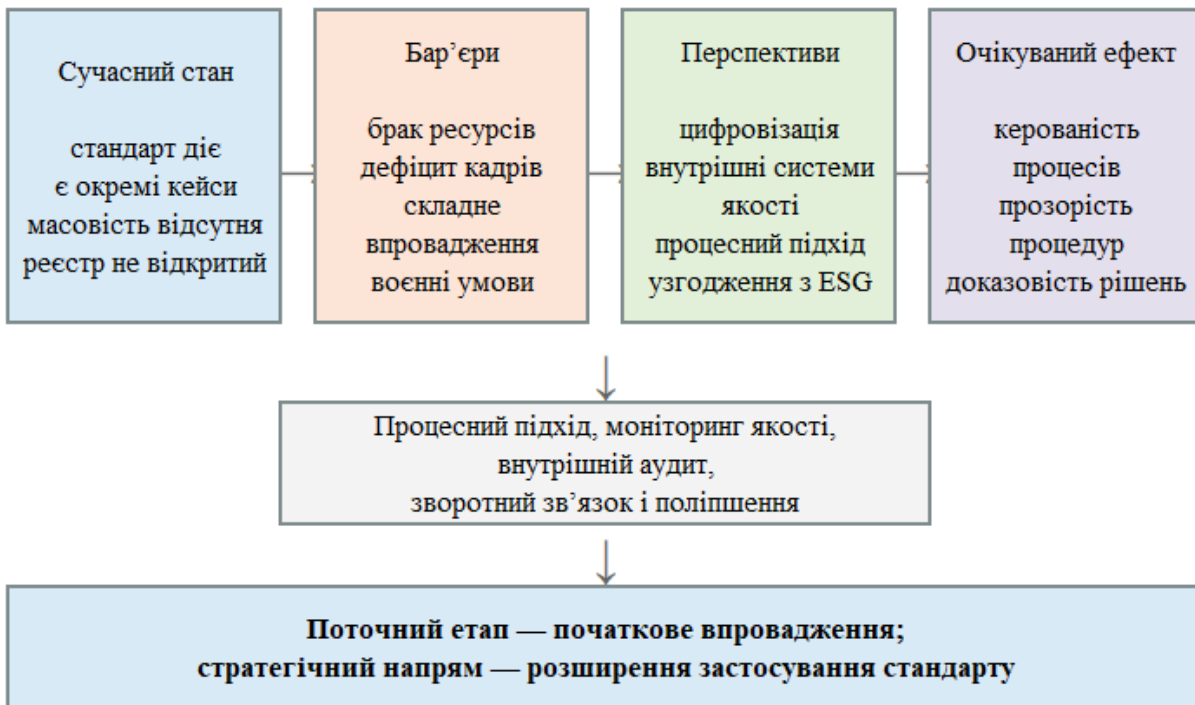 Сучасний стан
стандарт діє
є окремі кейси
масовість відсутня
реєстр не відкритий
Бар’єри
брак ресурсів
дефіцит кадрів
складне
впровадження
воєнні умови
Перспективи
цифровізація
внутрішні системи
якості
процесний підхід
узгодження з ESG
Очікуваний ефект
керованість
процесів
прозорість
процедур
доказовість рішень
Процесний підхід, моніторинг якості,
внутрішній аудит,
зворотний зв’язок і поліпшення
Поточний етап — початкове впровадження;
стратегічний напрям — розширення застосування стандарту